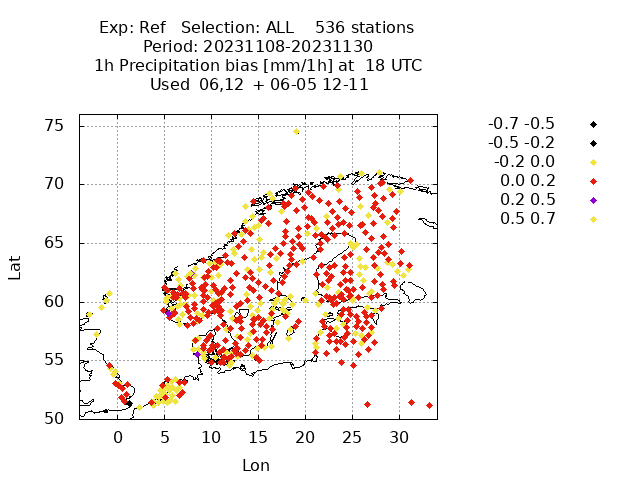 Exp: Ref   Selection: ALL    536 stations
Period: 20231108-20231130
1h Precipitation bias [mm/1h] at  18 UTC
Used  06,12  + 06-05 12-11
-0.7 -0.5
-0.5 -0.2
-0.2 0.0
0.0 0.2
0.2 0.5
0.5 0.7
75
70
65
60
55
50
Lat
0 5 10 15 20 25 30
Lon